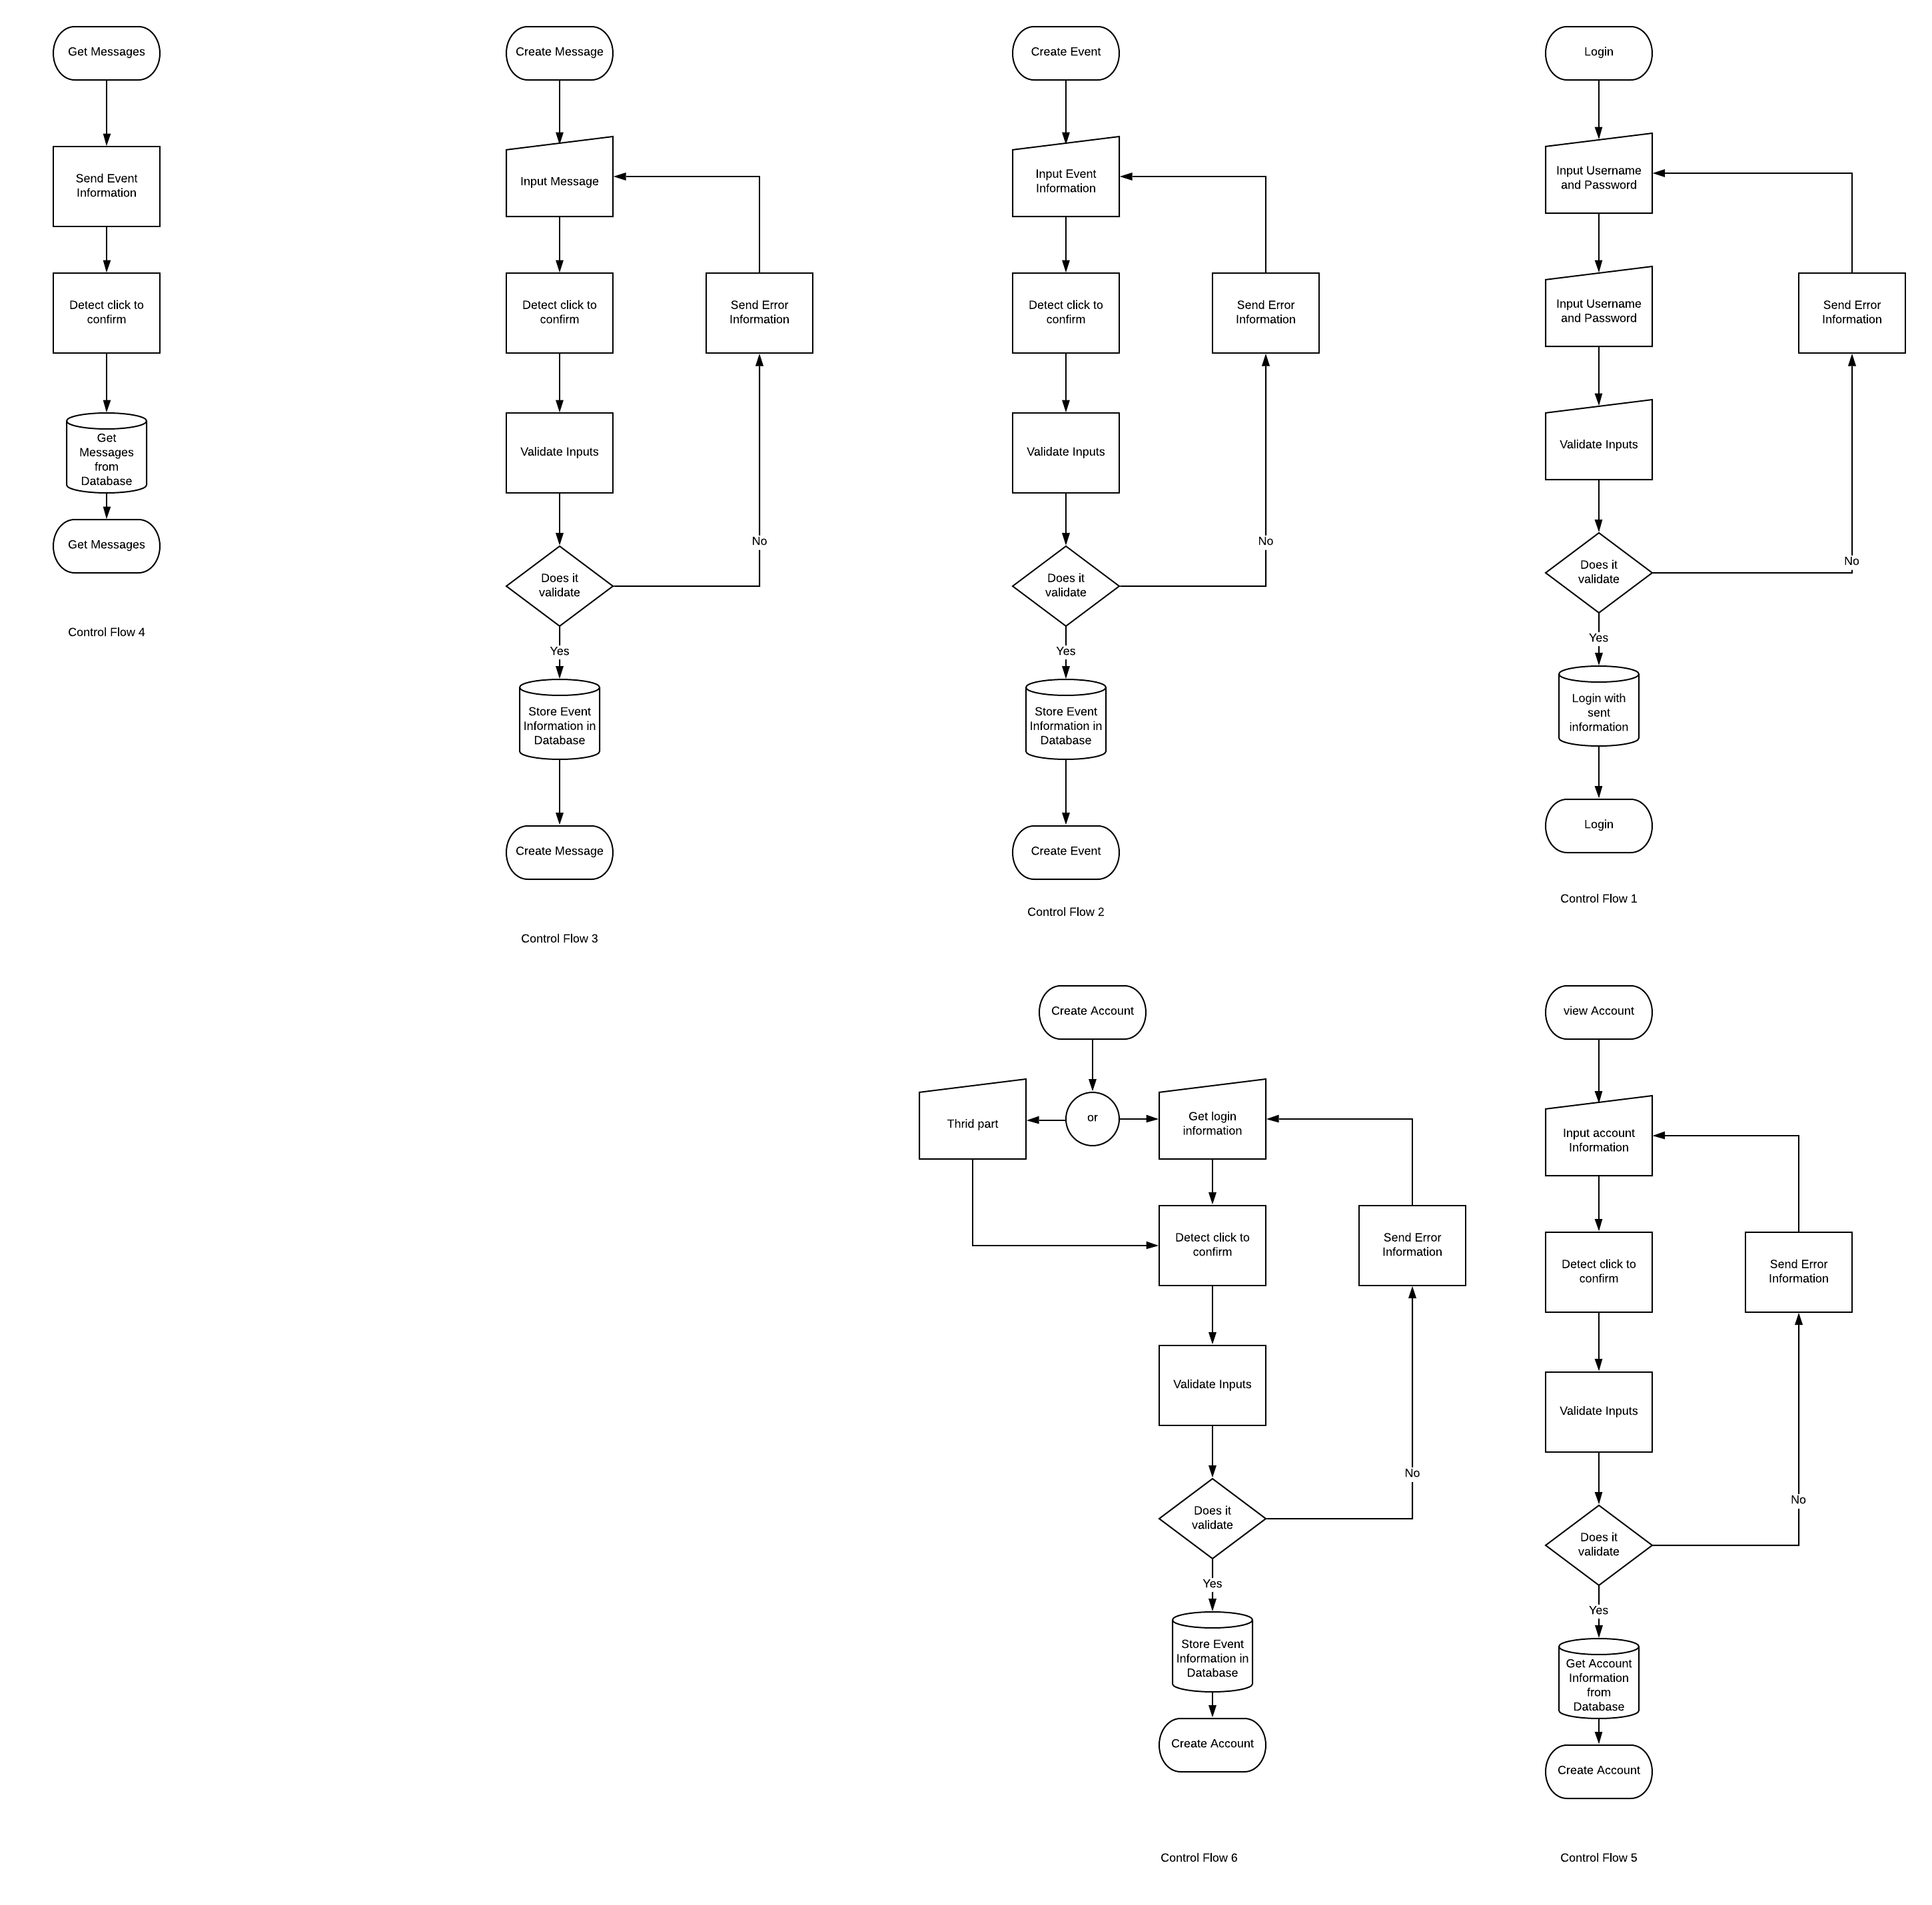 Get Messages
Send Event
Information
Detect click to
confirm
Get
Messages
from
Database
Get Messages
Control Flow 4
Create Message
Input Message
Detect click to
confirm
Send Error
Information
Validate Inputs
No
Does it
validate
Yes
Store Event
Information in
Database
Create Message
Control Flow 3
Create Event
Input Event
Information
Detect click to
confirm
Send Error
Information
Validate Inputs
No
Does it
validate
Yes
Store Event
Information in
Database
Create Event
Control Flow 2
Login
Input Username
and Password
Input Username
and Password
Send Error
Information
Validate Inputs
No
Does it
validate
Yes
Login with
sent
information
Login
Control Flow 1
Create Account
Thrid part
or
Get login
information
Detect click to
confirm
Send Error
Information
Validate Inputs
No
Does it
validate
Yes
Store Event
Information in
Database
Create Account
Control Flow 6
view Account
Input account
Information
Detect click to
confirm
Send Error
Information
Validate Inputs
No
Does it
validate
Yes
Get Account
Information
from
Database
Create Account
Control Flow 5